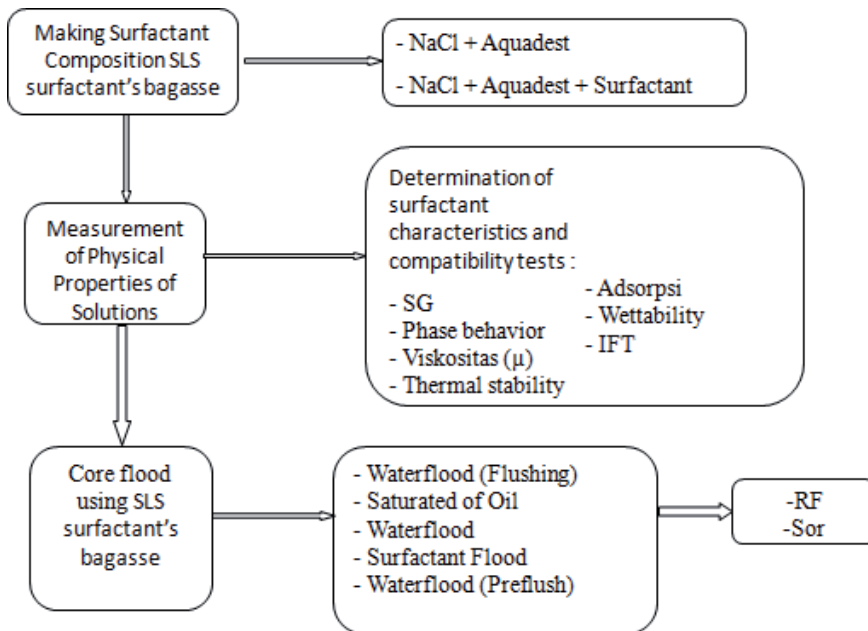 Making Surfactant
Composition SLS
surfactant's bagasse
- NaCl + Aquadest
- NaCl + Aquadest + Surfactant
Measurement
of Physical
Properties of
Solutions
Determination of
surfactant
characteristics and
compatibility tests :
- SG
- Phase behavior
- Viskositas (μ)
- Thermal stability
- Adsorpsi
- Wettability
- IFT
Core flood
using SLS
surfactant's
bagasse
- Waterflood (Flushing)
- Saturated of Oil
- Waterflood
- Surfactant Flood
- Waterflood (Preflush)
-RF
-Sor